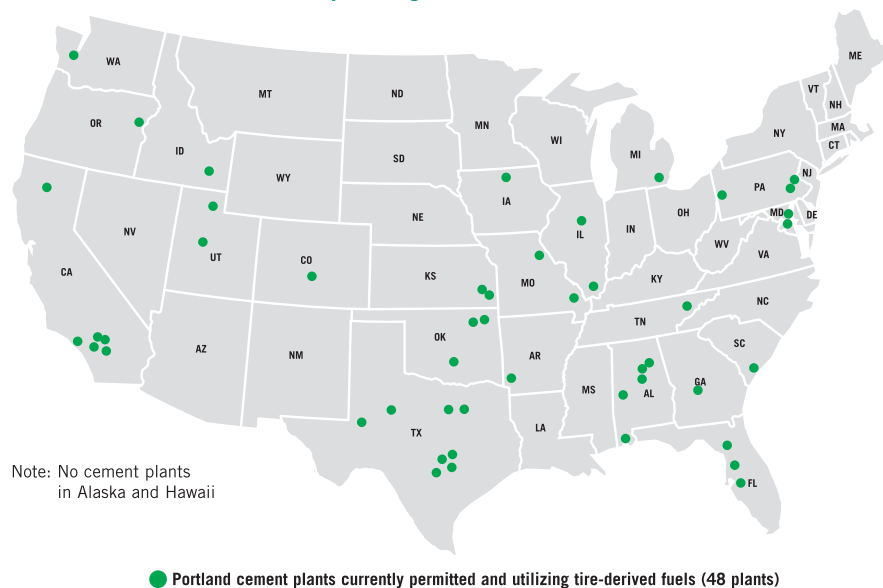 WA
ME
MT
ND
VT
NH
OR
MN
NY
MA
WI
CT
ID
SD
MI
WY
NJ
PA
IA
NE
OH
MD
DE
NV
IL
IN
UT
WV
VA
CO
KS
MO
KY
CA
NC
TN
OK
AZ
NM
AR
SC
MS
GA
AL
TX
LA
FL
Note: No cement plants
in Alaska and Hawaii
Portland cement plants currently permitted and utilizing tire-derived fuels (48 plants)